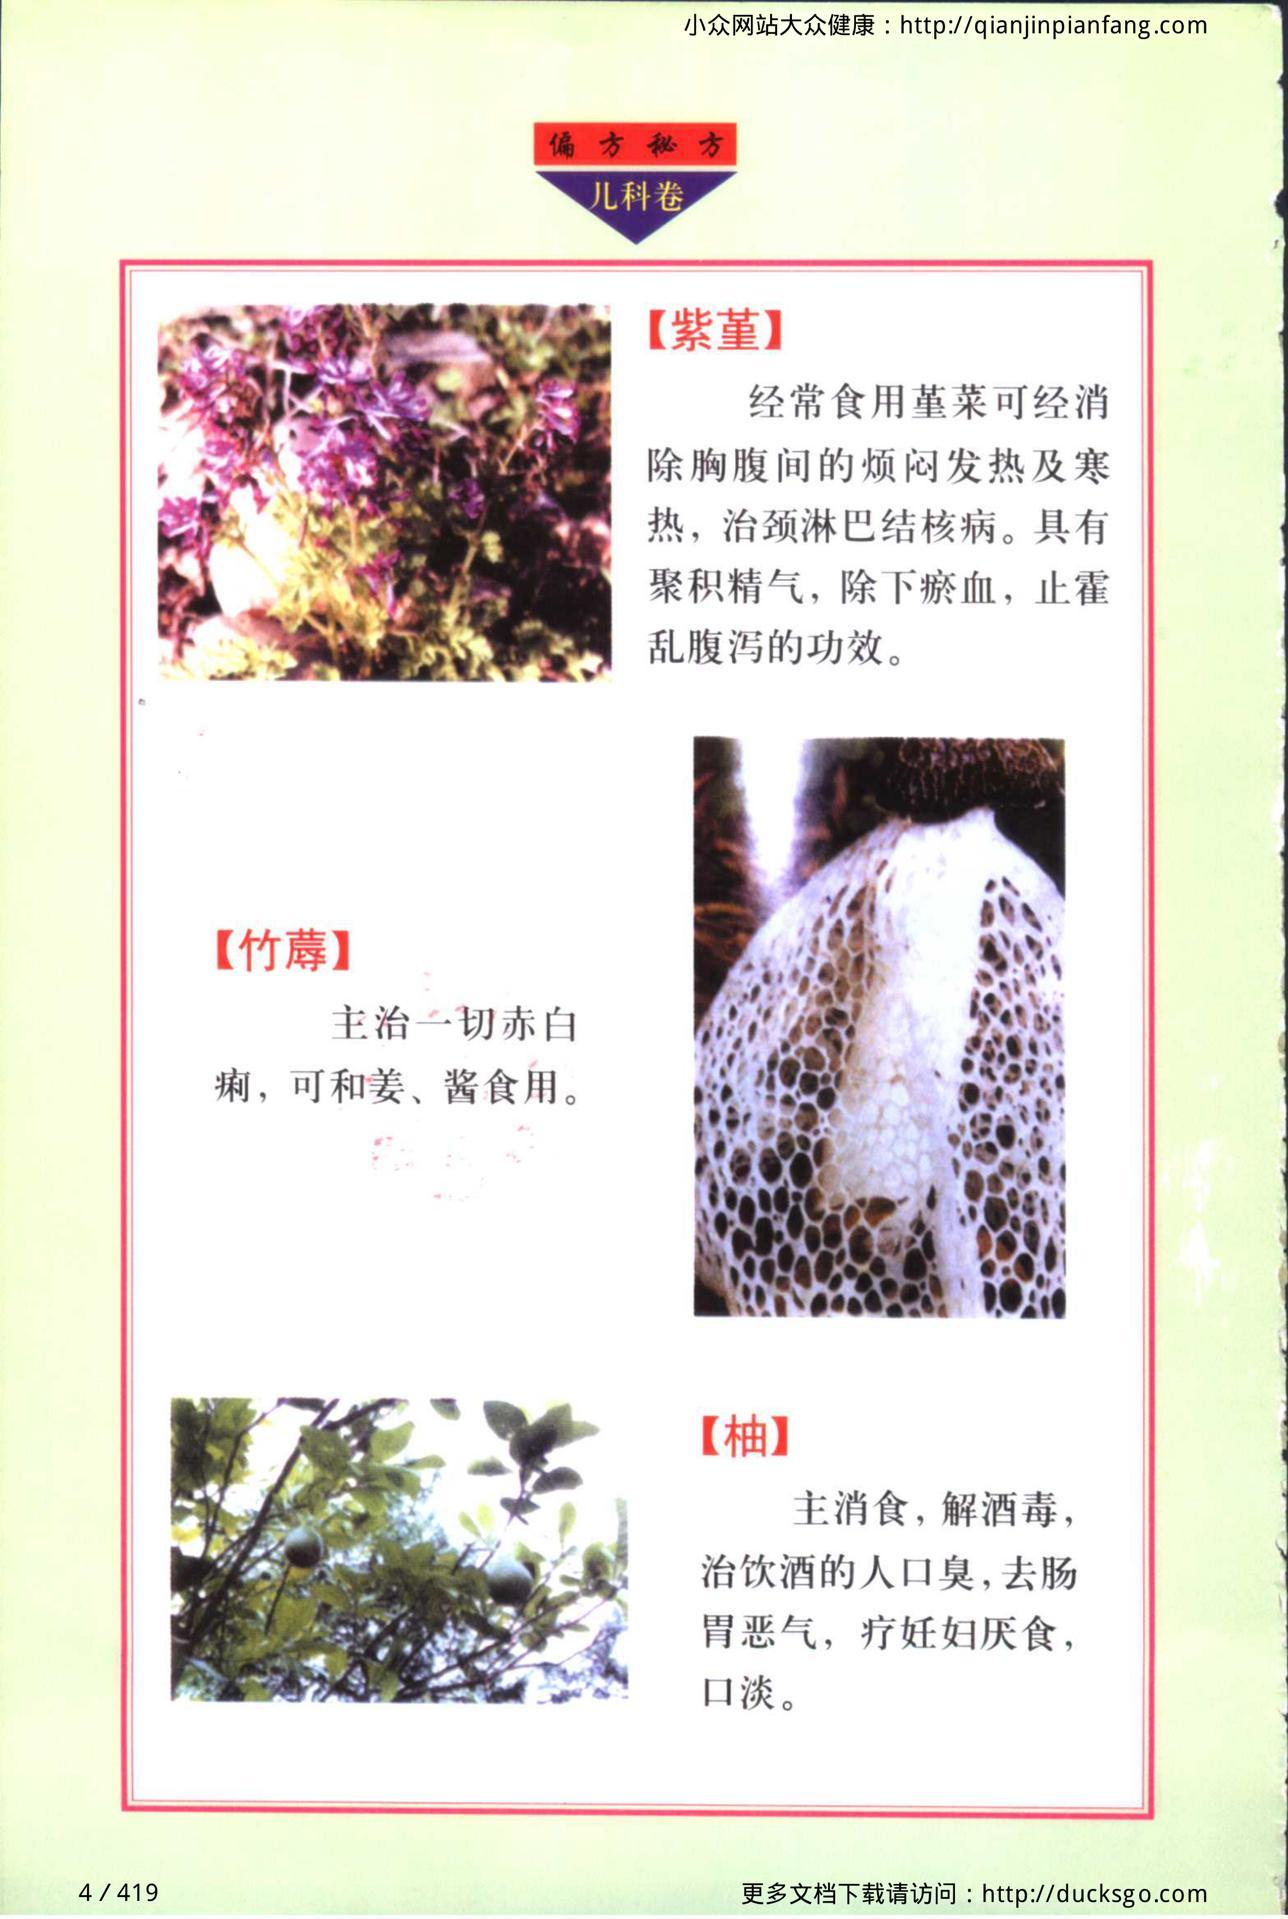 小众网站大众健康：http://qianjinpianfang.com
偏方秘方
儿科卷
【紫堇】
经常食用堇菜可经消
除胸腹间的烦闷发热及寒
热，治颈淋巴结核病。具有
聚积精气，除下瘀血，止霍
乱腹泻的功效。
【竹蓐】
主治一切赤白
痢，可和姜、酱食用。
【柚】
主消食，解酒毒，
治饮酒的人口臭，去肠
胃恶气，疗妊妇厌食，
口淡。
4 / 419
更多文档下载请访问：http://ducksgo.com